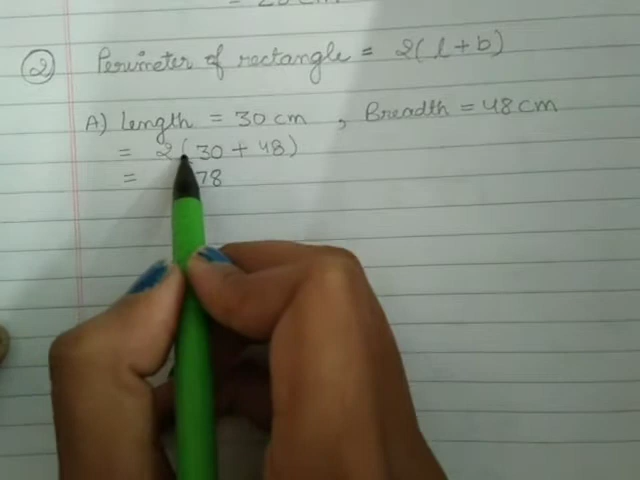 ② Perimeter of rectangle = 2(l+b)
A) Length = 30 cm , Breadth = 48 cm
= 2(30 + 48)
= 78